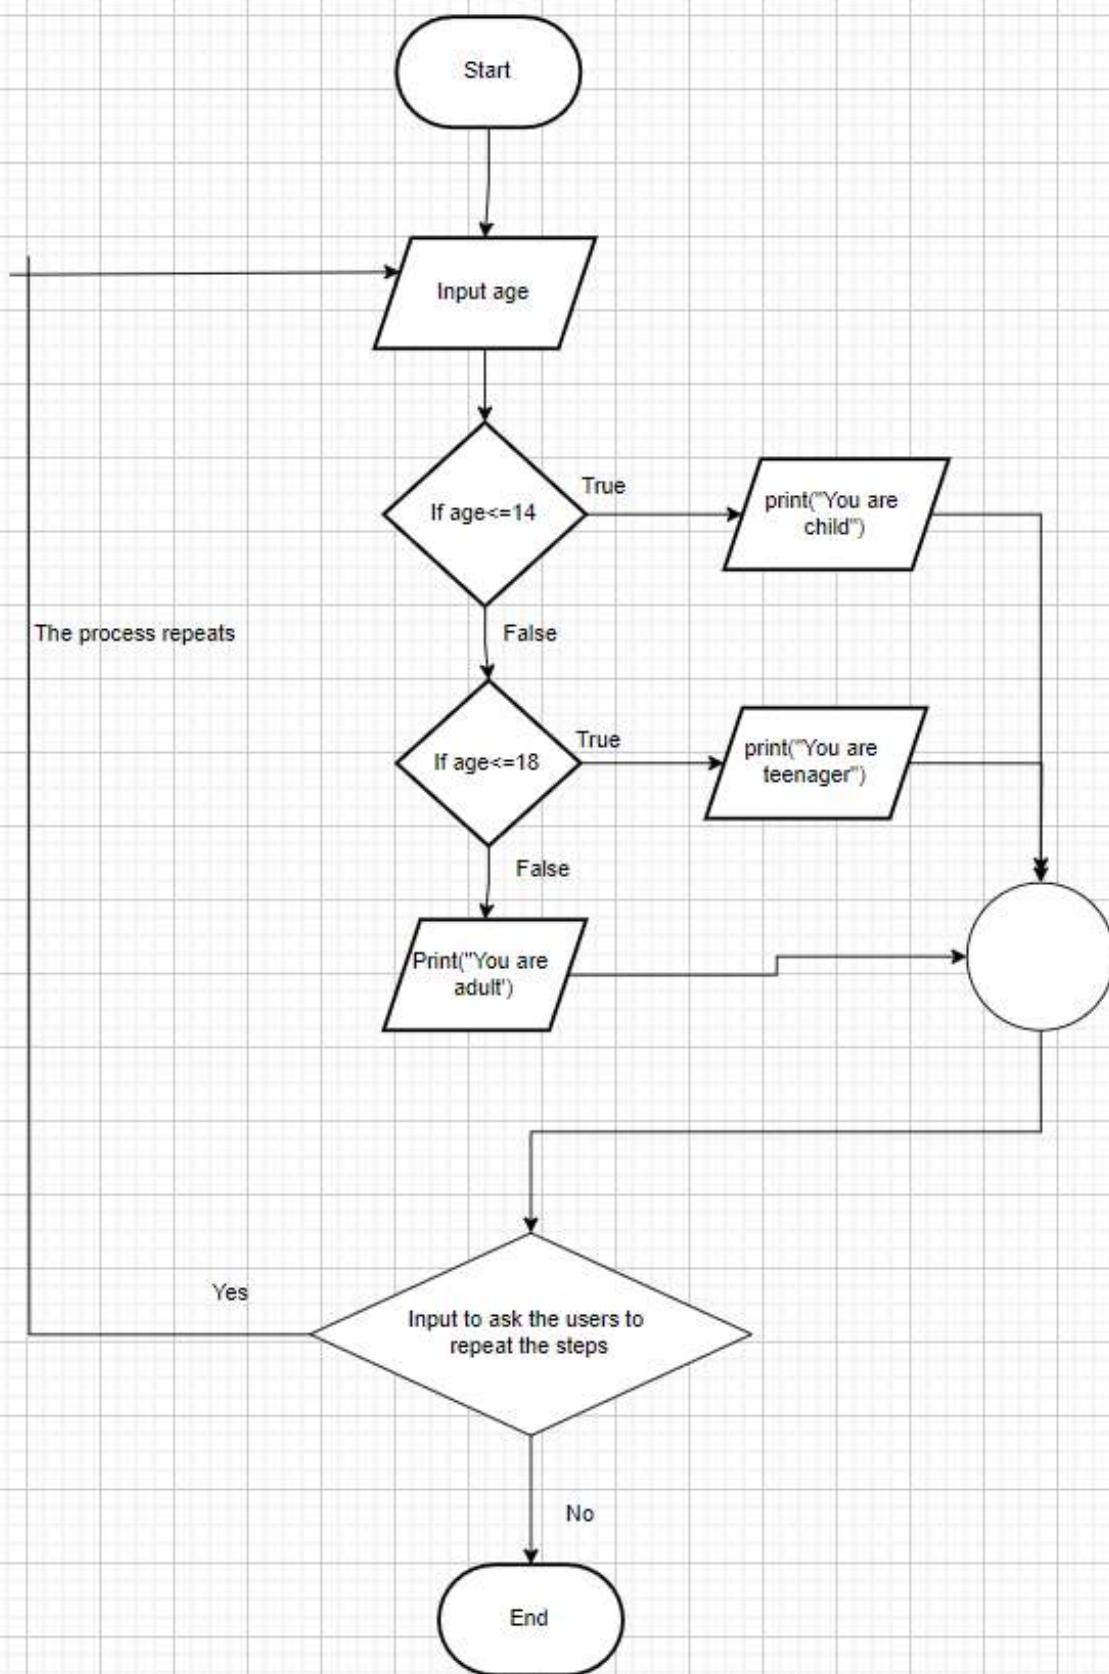 Start
Input age
If age<=14
True
print("You are
child")
The process repeats
False
If age<=18
True
print("You are
teenager")
False
Print("You are
adult')
Yes
Input to ask the users to
repeat the steps
No
End